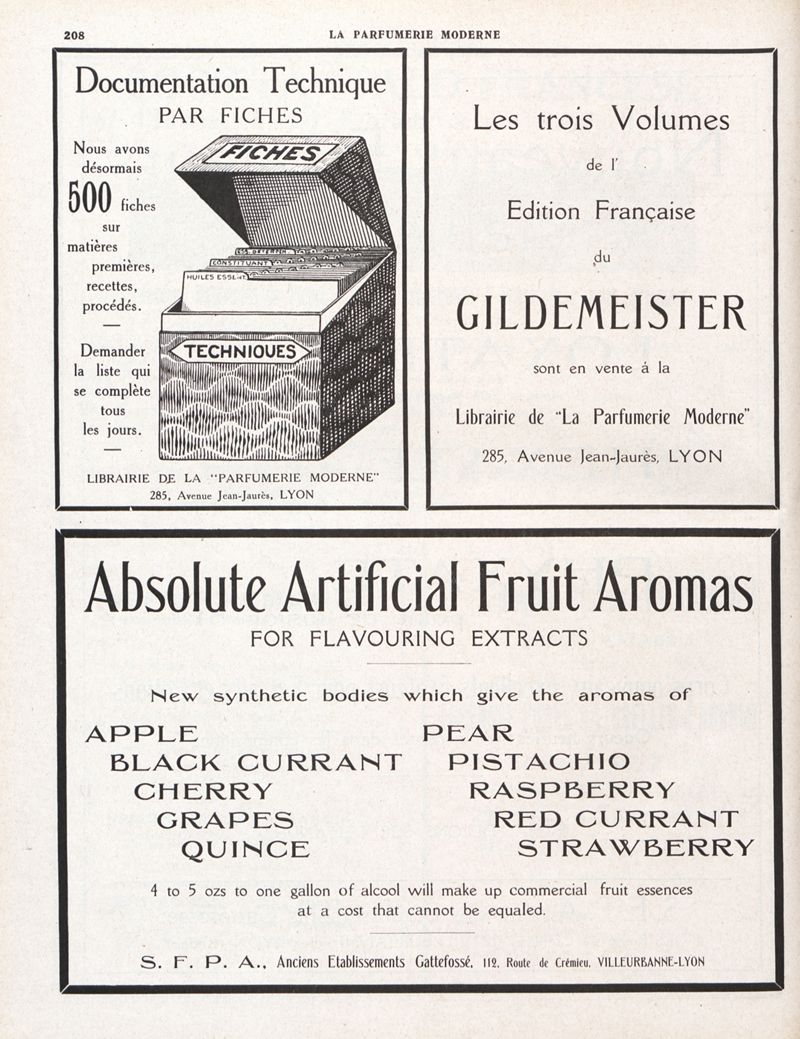 208
LA PARFUMERIE MODERNE
Documentation Technique
PAR FICHES
Nous avons
désormais
500 fiches
sur
matières
premières,
recettes,
procédés.
Demander
la liste qui
se complète
tous
les jours.
FICHES
CONSTITUANT
HUILES ESSENT
TECHNIQUES
LIBRAIRIE DE LA "PARFUMERIE MODERNE"
285, Avenue Jean-Jaurès, LYON
Les trois Volumes
de l'
Edition Française
du
GILDEMEISTER
sont en vente à la
Librairie de "La Parfumerie Moderne"
285, Avenue Jean-Jaurès, LYON
Absolute Artificial Fruit Aromas
FOR FLAVOURING EXTRACTS
New synthetic bodies which give the aromas of
APPLE
BLACK CURRANT
CHERRY
GRAPES
QUINCE
PEAR
PISTACHIO
RASPBERRY
RED CURRANT
STRAWBERRY
4 to 5 ozs to one gallon of alcool will make up commercial fruit essences
at a cost that cannot be equaled.
S. F. P. A., Anciens Etablissements Gattefossé, 112, Route de Crémieu, VILLEURBANNE-LYON